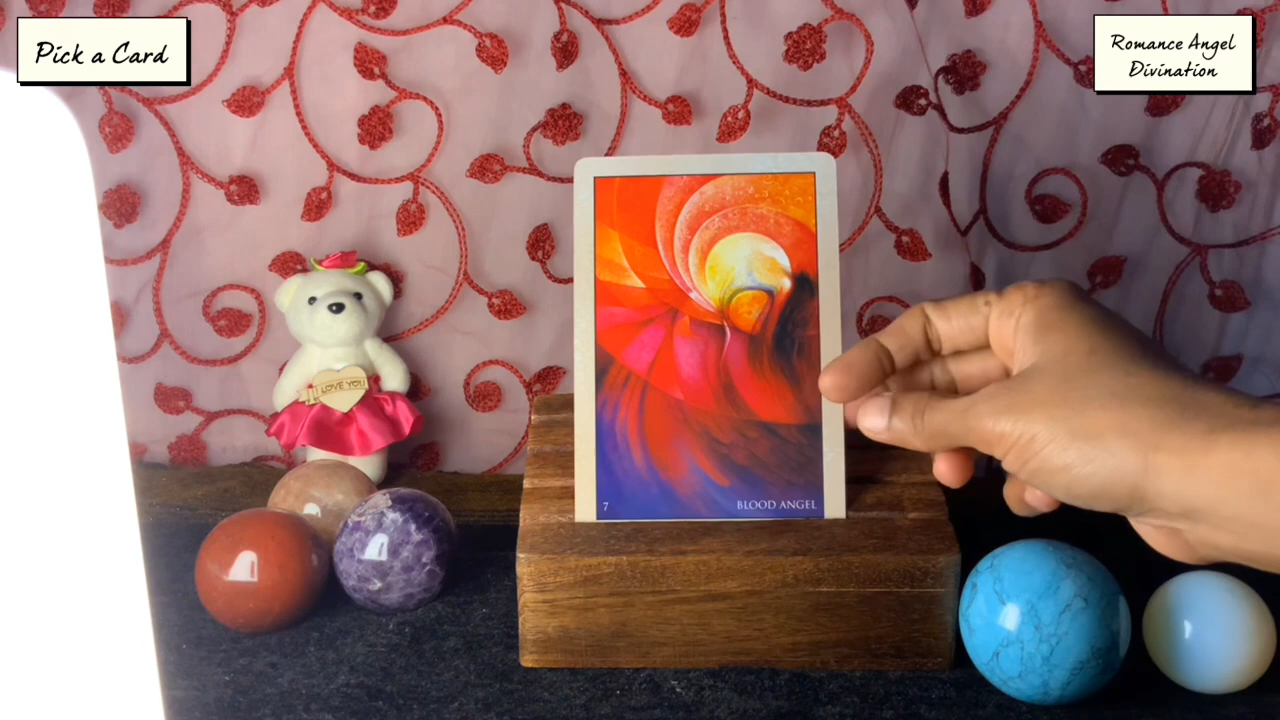 Pick a Card
Romance Angel
Divination
I LOVE YOU
7
BLOOD ANGEL